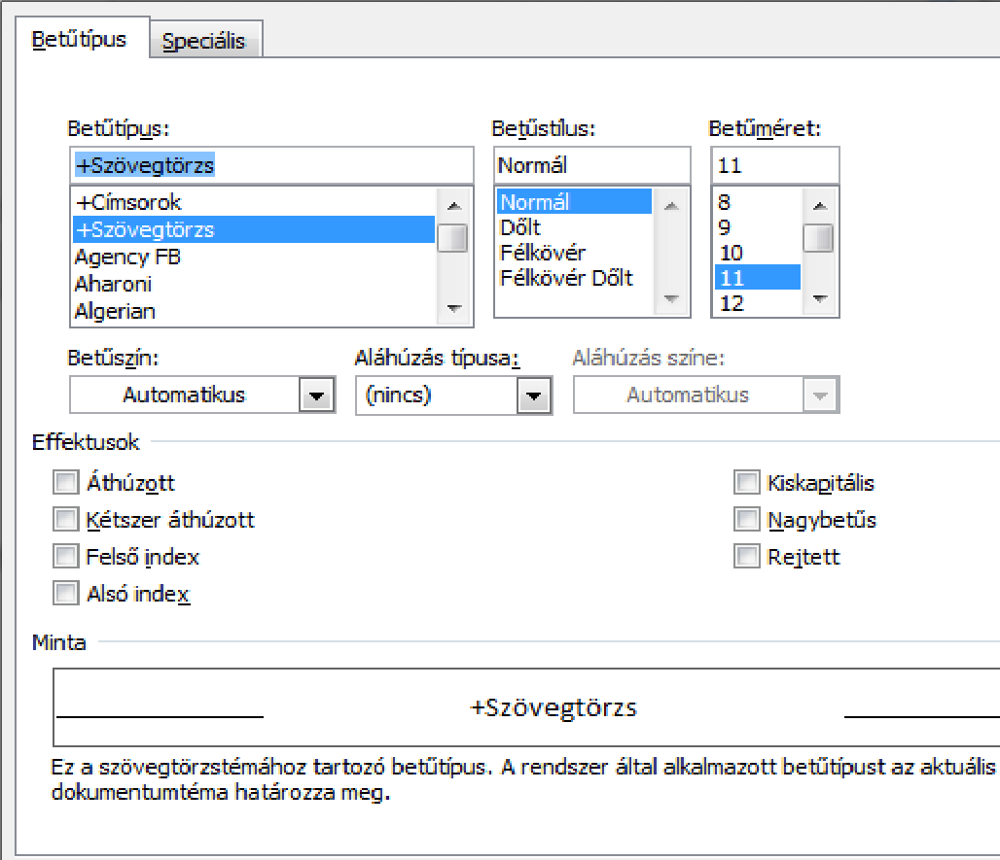 Betűtípus Speciális
Betűtípus: Betűstílus: Betűméret:
+Szövegtörzs Normál 11
+Címsorok Normál 8
+Szövegtörzs Dőlt 9
Agency FB Félkövér 10
Aharoni Félkövér Dőlt 11
Algerian 12
Betűszín: Aláhúzás típusa: Aláhúzás színe:
Automatikus (nincs) Automatikus
Effektusok
Áthúzott Kiskapitális
Kétszer áthúzott Nagybetűs
Felső index Rejtett
Alsó index
Minta
+Szövegtörzs
Ez a szövegtörzstémához tartozó betűtípus. A rendszer által alkalmazott betűtípust az aktuális
dokumentumtéma határozza meg.